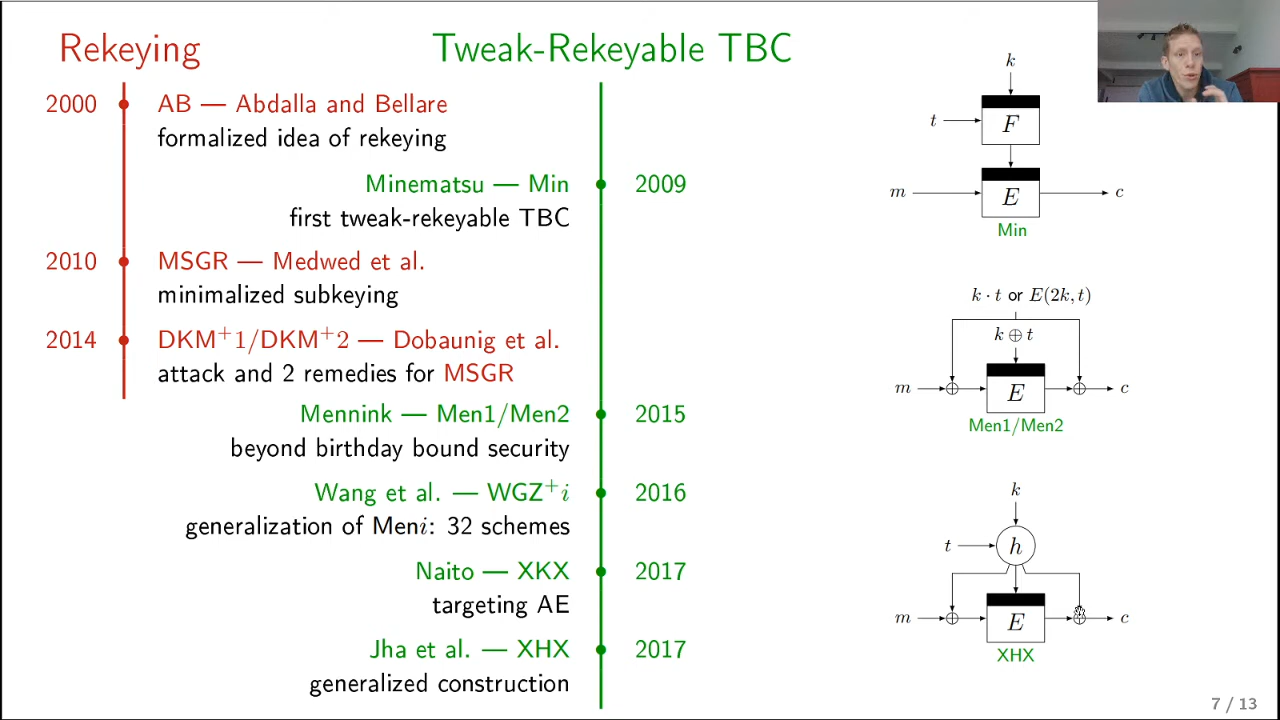 Rekeying
Tweak-Rekeyable TBC
2000
AB — Abdalla and Bellare
formalized idea of rekeying
Minematsu — Min
2009
first tweak-rekeyable TBC
2010
MSGR — Medwed et al.
minimalized subkeying
2014
DKM⁺1/DKM⁺2 — Dobaunig et al.
attack and 2 remedies for MSGR
Mennink — Men1/Men2
2015
beyond birthday bound security
Wang et al. — WGZ⁺i
2016
generalization of Meni: 32 schemes
Naito — XKX
2017
targeting AE
Jha et al. — XHX
2017
generalized construction
k
t
F
m
E
c
Min
k · t or E(2k, t)
k ⊕ t
m
E
c
Men1/Men2
k
t
h
m
E
c
XHX
7 / 13